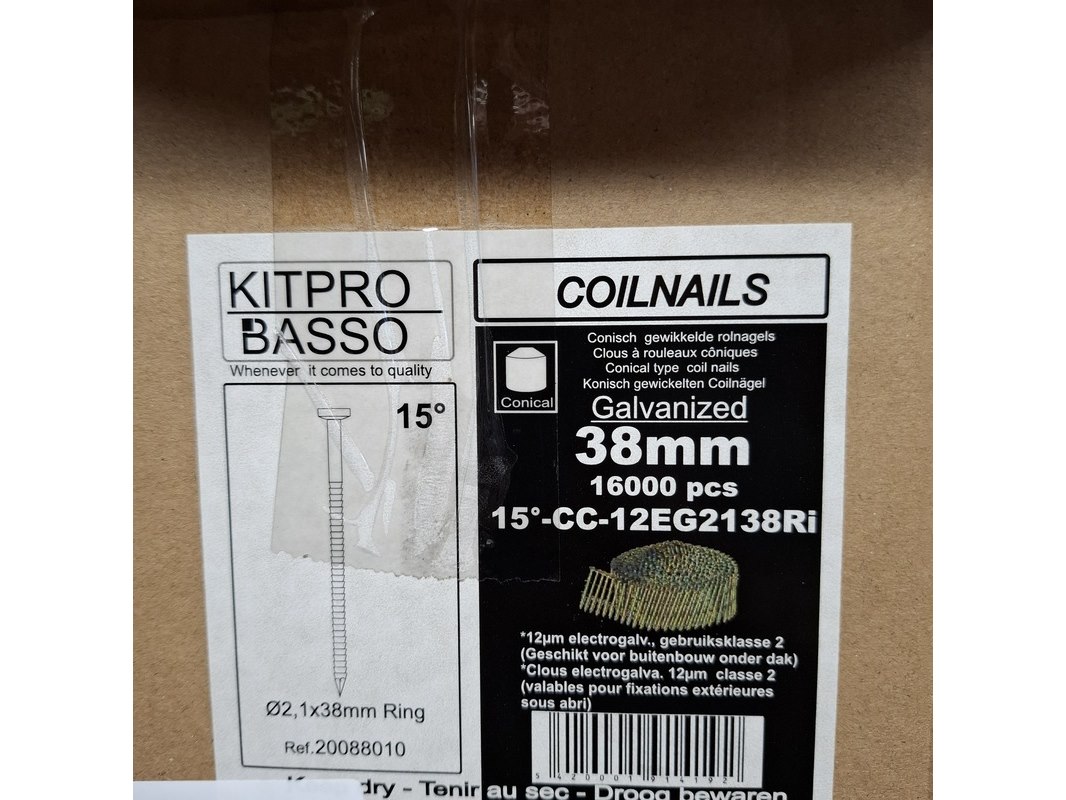 KITPRO
BASSO
Whenever it comes to quality
15°
Ø2,1x38mm Ring
Ref.20088010
COILNAILS
Conical
Conisch gewikkelde rolnagels
Clous à rouleaux côniques
Conical type coil nails
Konisch gewickelten Coilnägel
Galvanized
38mm
16000 pcs
15°-CC-12EG2138Ri
*12µm electrogalv., gebruiksklasse 2
(Geschikt voor buitenbouw onder dak)
*Clous electrogalva. 12µm classe 2
(valables pour fixations extérieures
sous abri)
5420001914192
dry - Tenir au sec - Droog bewaren